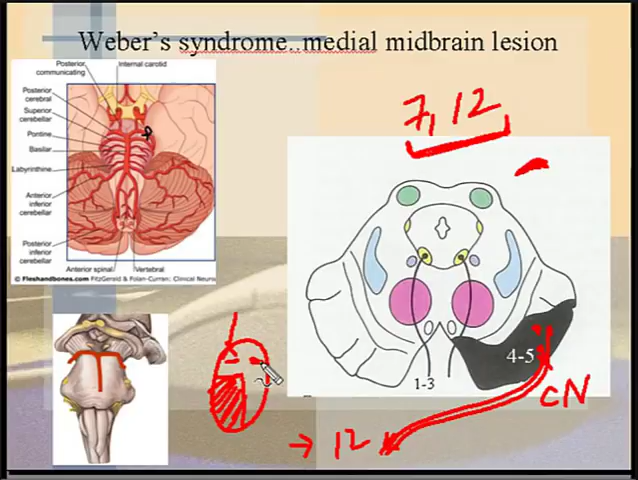 Weber's syndrome..medial midbrain lesion
Posterior communicating
Internal carotid
Posterior cerebral
Superior cerebellar
Pontine
Basilar
Labyrinthine
Anterior inferior cerebellar
Posterior inferior cerebellar
Anterior spinal
Vertebral
© Fleshandbones.com FitzGerald & Folan-Curran: Clinical Neuro
7, 12
1-3
4-5
CN
→ 12